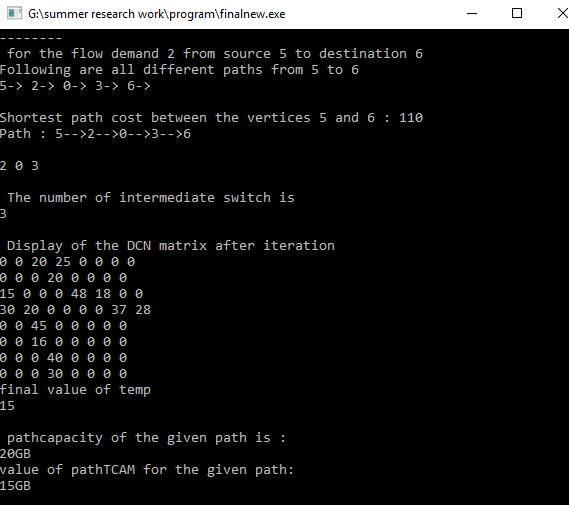 G:\summer research work\program\finalnew.exe
--------
for the flow demand 2 from source 5 to destination 6
Following are all different paths from 5 to 6
5-> 2-> 0-> 3-> 6->
Shortest path cost between the vertices 5 and 6 : 110
Path : 5-->2-->0-->3-->6
2 0 3
The number of intermediate switch is
3
Display of the DCN matrix after iteration
0 0 20 25 0 0 0 0
0 0 0 20 0 0 0 0
15 0 0 0 48 18 0 0
30 20 0 0 0 0 37 28
0 0 45 0 0 0 0 0
0 0 16 0 0 0 0 0
0 0 0 40 0 0 0 0
0 0 0 30 0 0 0 0
final value of temp
15
pathcapacity of the given path is :
20GB
value of pathTCAM for the given path:
15GB